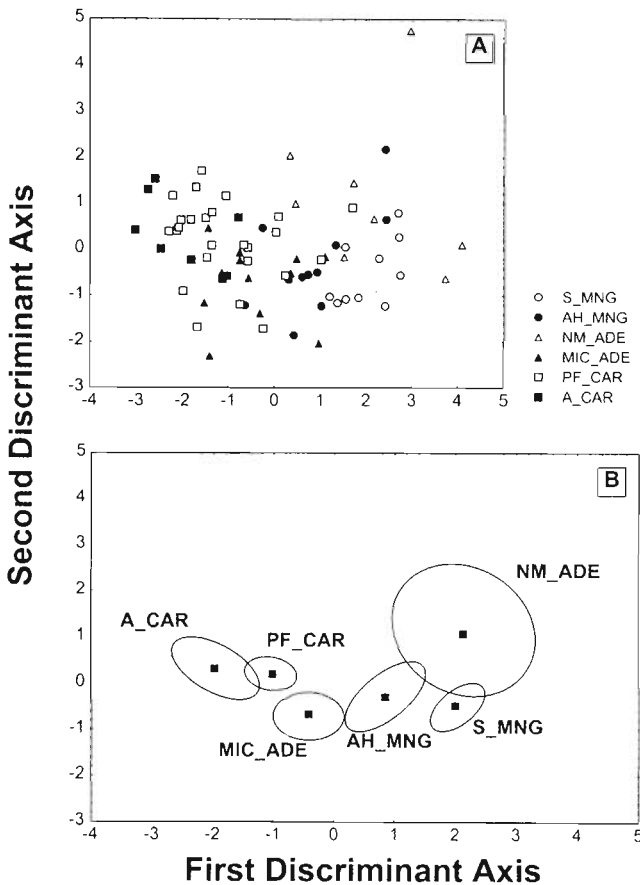 A
5
4
3
2
1
0
-1
-2
-3
-4 -3 -2 -1 0 1 2 3 4 5
S_MNG
AH_MNG
NM_ADE
MIC_ADE
PF_CAR
A_CAR
Second Discriminant Axis
B
5
4
3
2
1
0
-1
-2
-3
NM_ADE
A_CAR
PF_CAR
MIC_ADE
AH_MNG
S_MNG
-4 -3 -2 -1 0 1 2 3 4 5
First Discriminant Axis